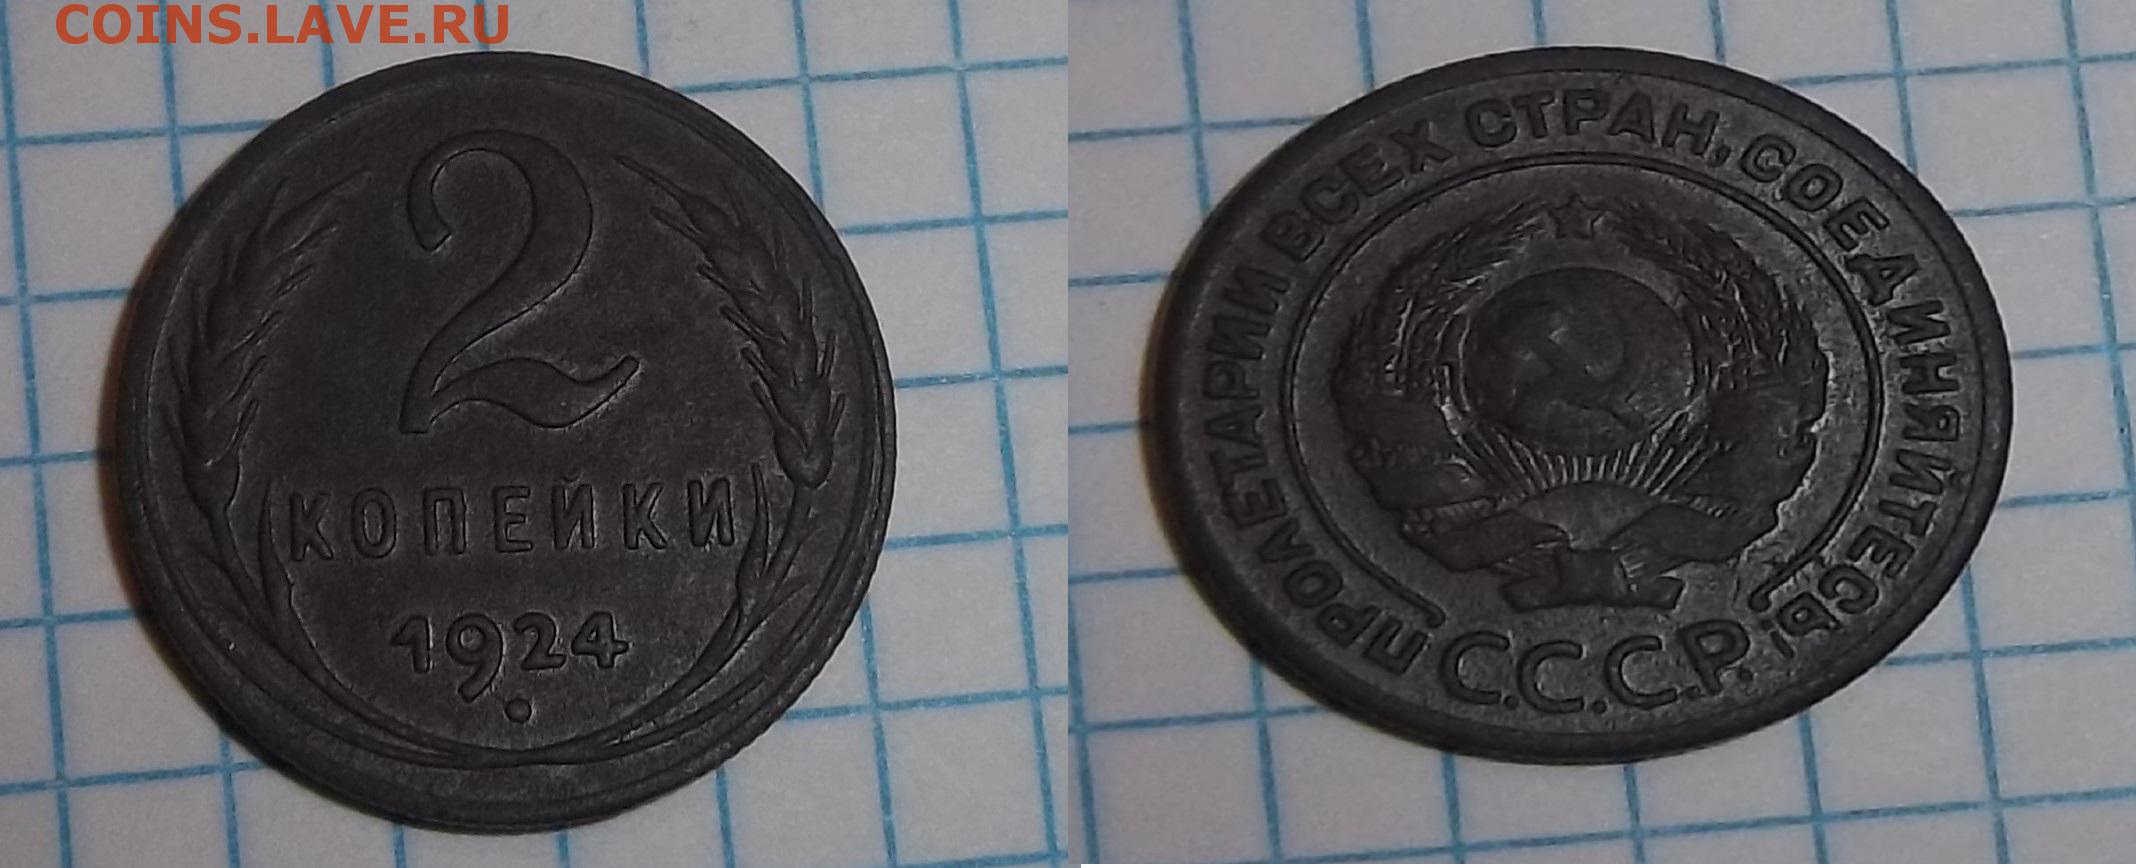 COINS.LAVE.RU
2
КОПЕЙКИ
1924
ПРОЛЕТАРИИ ВСЕХ СТРАН, СОЕДИНЯЙТЕСЬ!
С.С.С.Р.